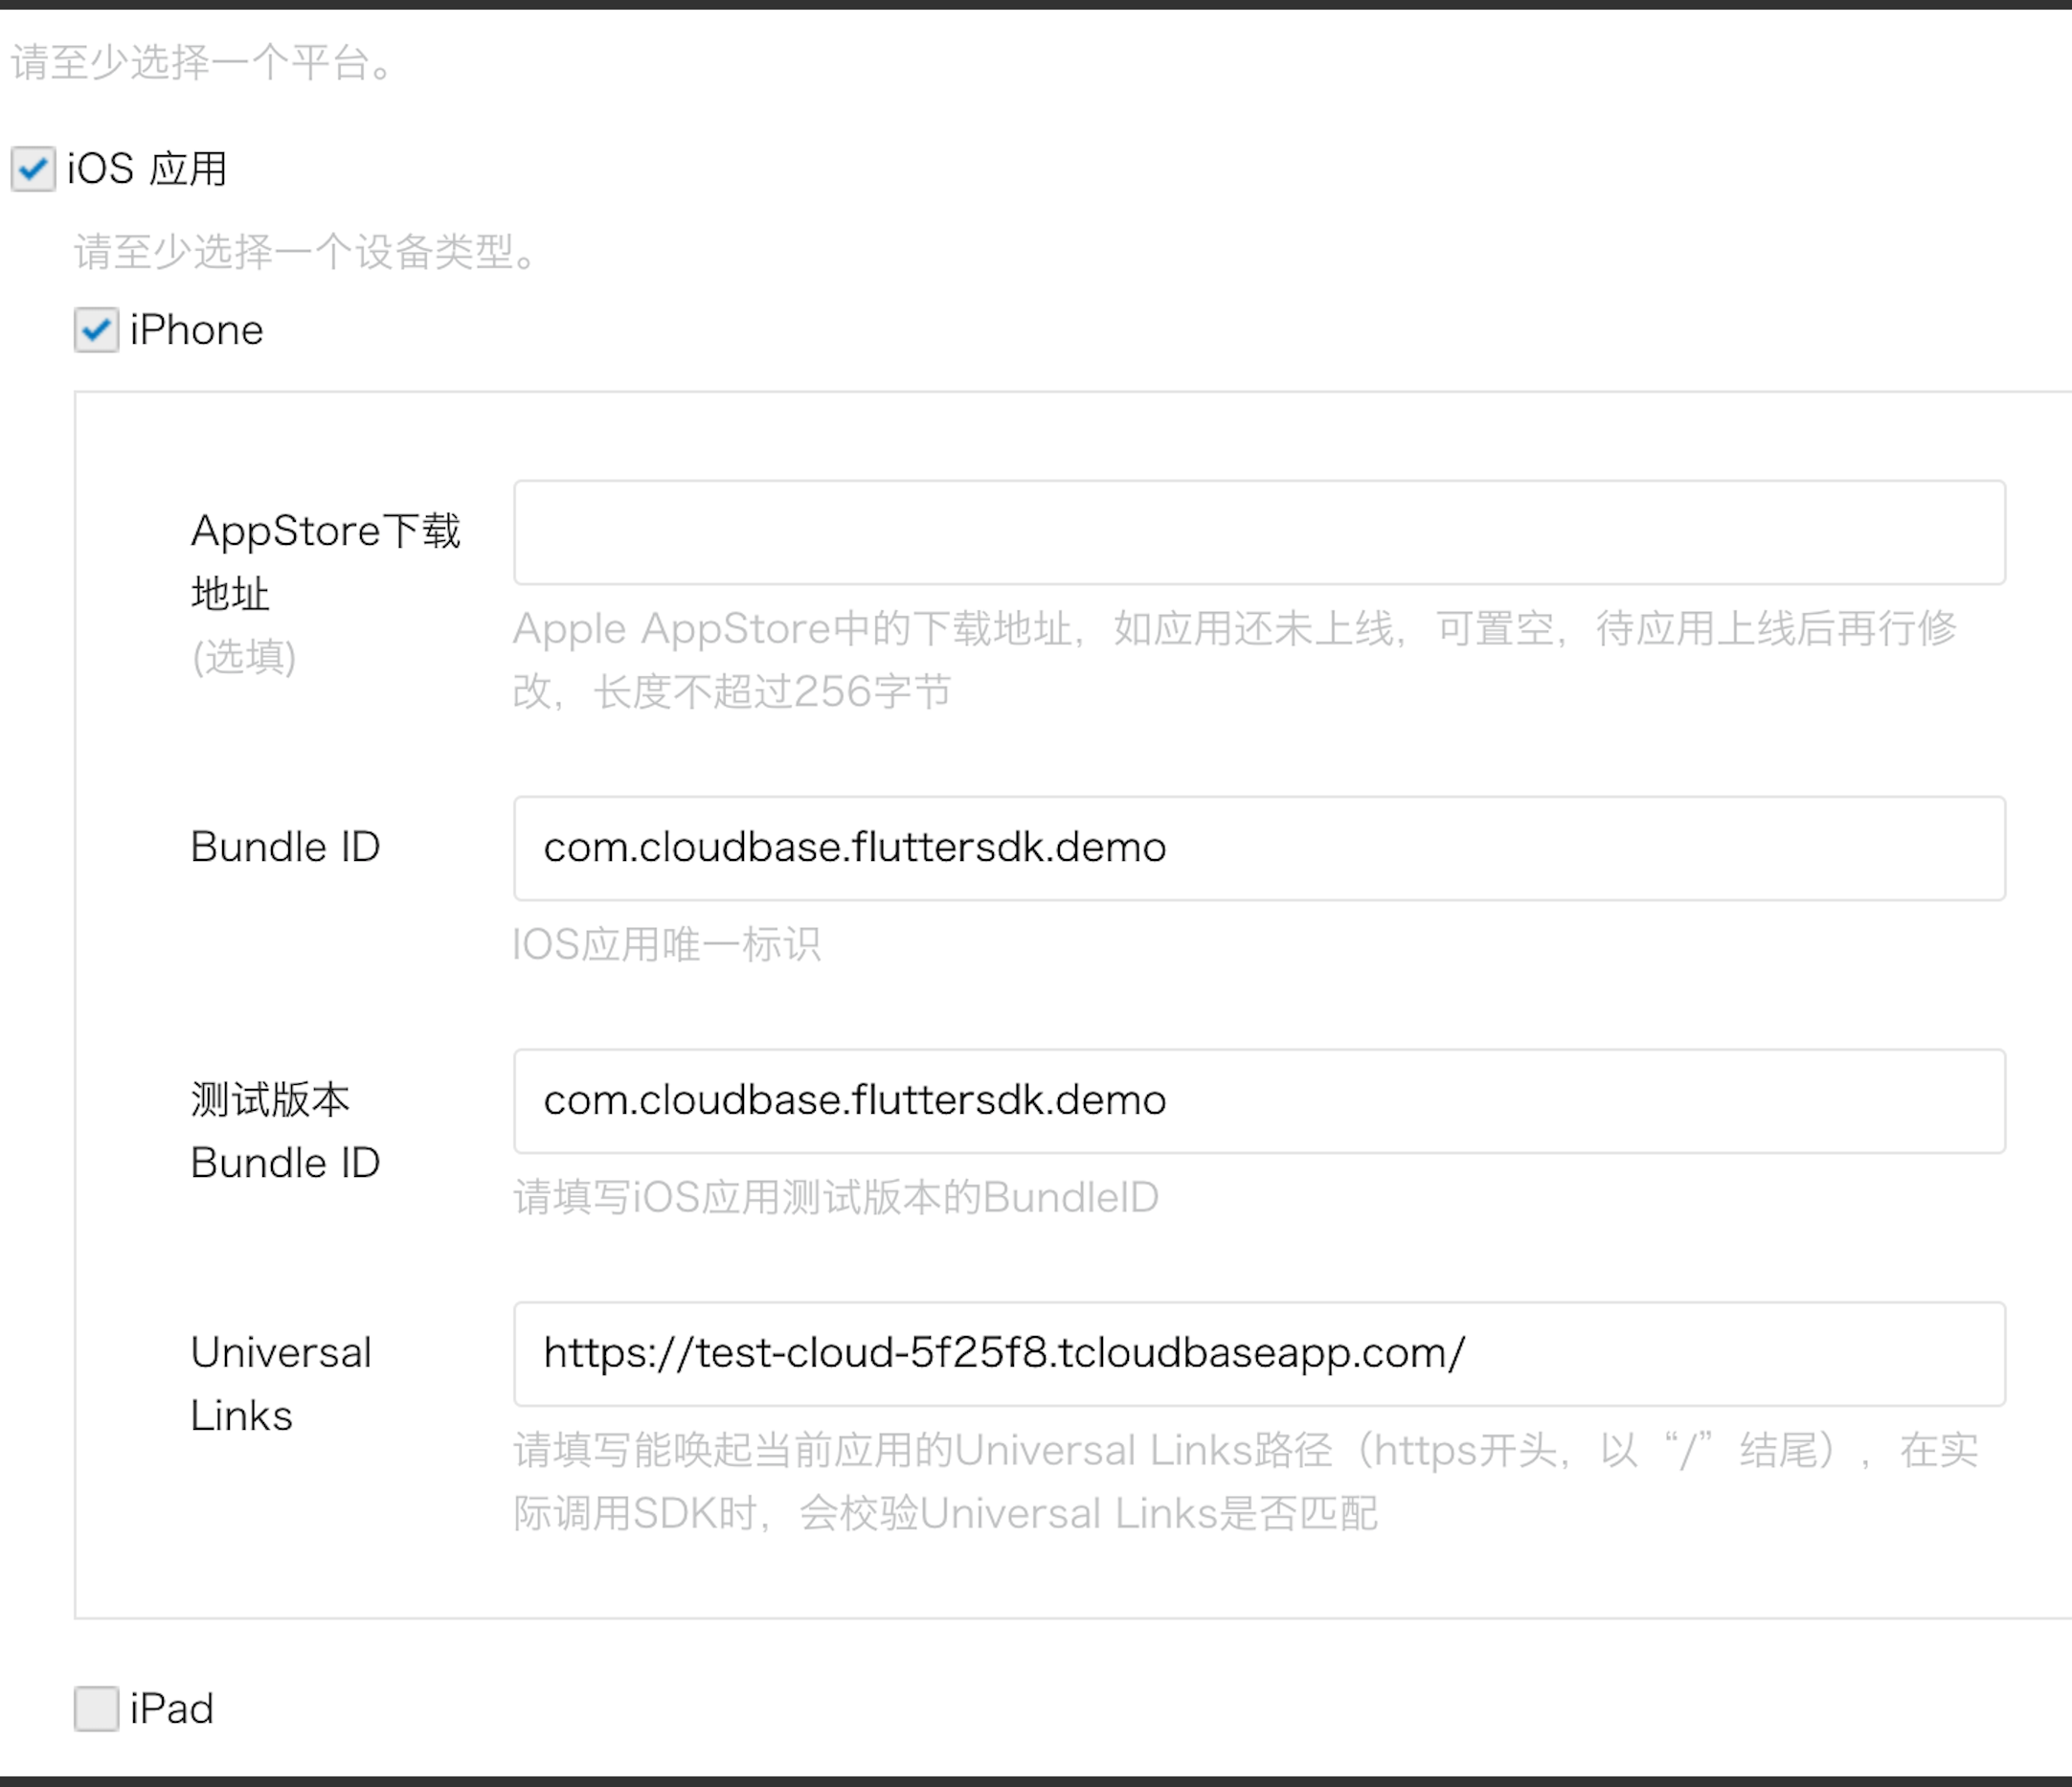 请至少选择一个平台。
iOS 应用
请至少选择一个设备类型。
iPhone
AppStore下载
地址
(选填)
Apple AppStore中的下载地址，如应用还未上线，可置空，待应用上线后再行修
改，长度不超过256字节
Bundle ID
com.cloudbase.fluttersdk.demo
IOS应用唯一标识
测试版本
Bundle ID
com.cloudbase.fluttersdk.demo
请填写iOS应用测试版本的BundleID
Universal
Links
https://test-cloud-5f25f8.tcloudbaseapp.com/
请填写能唤起当前应用的Universal Links路径（https开头，以“/”结尾），在实
际调用SDK时，会校验Universal Links是否匹配
iPad